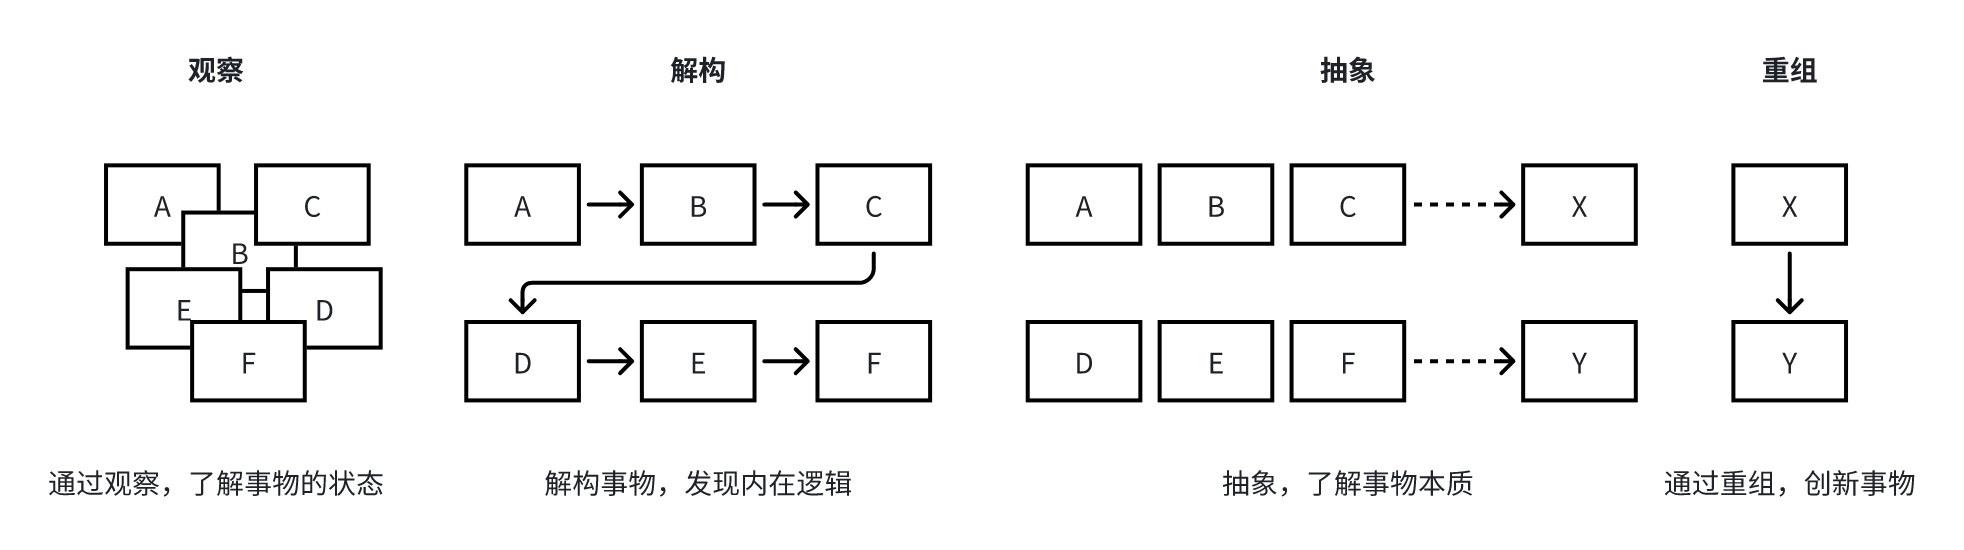 观察
解构
抽象
重组
A
C
B
E
D
F
A
B
C
D
E
F
A
B
C
X
D
E
F
Y
X
Y
通过观察，了解事物的状态
解构事物，发现内在逻辑
抽象，了解事物本质
通过重组，创新事物